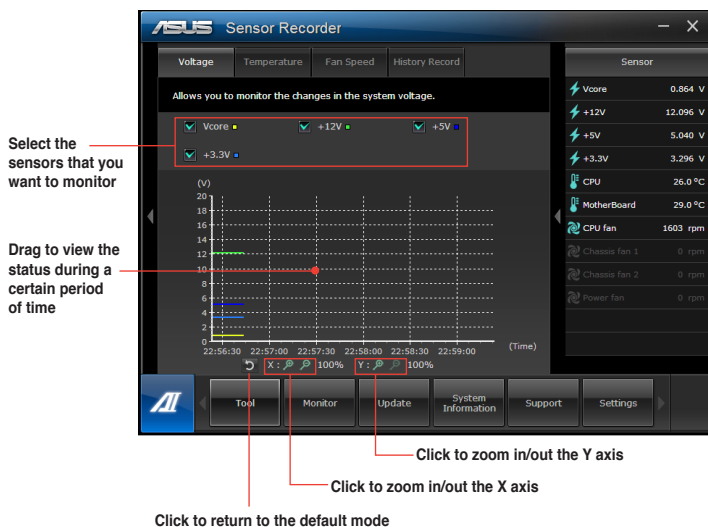 ASUS Sensor Recorder
Voltage Temperature Fan Speed History Record
Allows you to monitor the changes in the system voltage.
Vcore +12V +5V
+3.3V
(V)
20
18
16
14
12
10
8
6
4
2
0
22:56:30 22:57:00 22:57:30 22:58:00 22:58:30 22:59:00
(Time)
X : 100% Y : 100%
Sensor
Vcore 0.864 V
+12V 12.096 V
+5V 5.040 V
+3.3V 3.296 V
CPU 26.0 ºC
MotherBoard 29.0 ºC
CPU fan 1603 rpm
Chassis fan 1 0 rpm
Chassis fan 2 0 rpm
Power fan 0 rpm
AI
Tool
Monitor
Update
System
Information
Support
Settings
Select the
sensors that you
want to monitor
Drag to view the
status during a
certain period
of time
Click to zoom in/out the Y axis
Click to zoom in/out the X axis
Click to return to the default mode